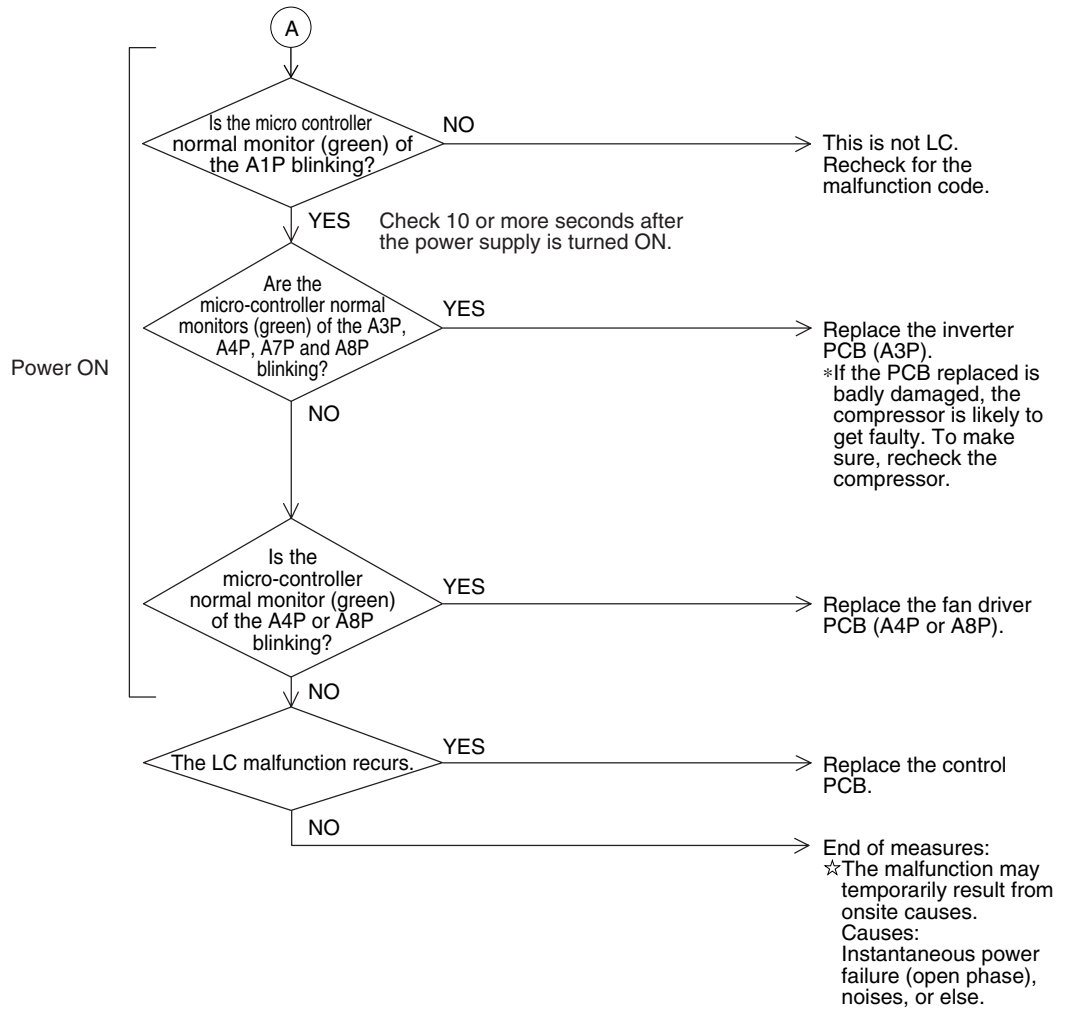 A
Is the micro controller
normal monitor (green) of
the A1P blinking?
NO
This is not LC.
Recheck for the
malfunction code.
YES
Check 10 or more seconds after
the power supply is turned ON.
Are the
micro-controller normal
monitors (green) of the A3P,
A4P, A7P and A8P
blinking?
YES
Replace the inverter
PCB (A3P).
*If the PCB replaced is
badly damaged, the
compressor is likely to
get faulty. To make
sure, recheck the
compressor.
Power ON
NO
Is the
micro-controller
normal monitor (green)
of the A4P or A8P
blinking?
YES
Replace the fan driver
PCB (A4P or A8P).
NO
The LC malfunction recurs.
YES
Replace the control
PCB.
NO
End of measures:
☆The malfunction may
temporarily result from
onsite causes.
Causes:
Instantaneous power
failure (open phase),
noises, or else.